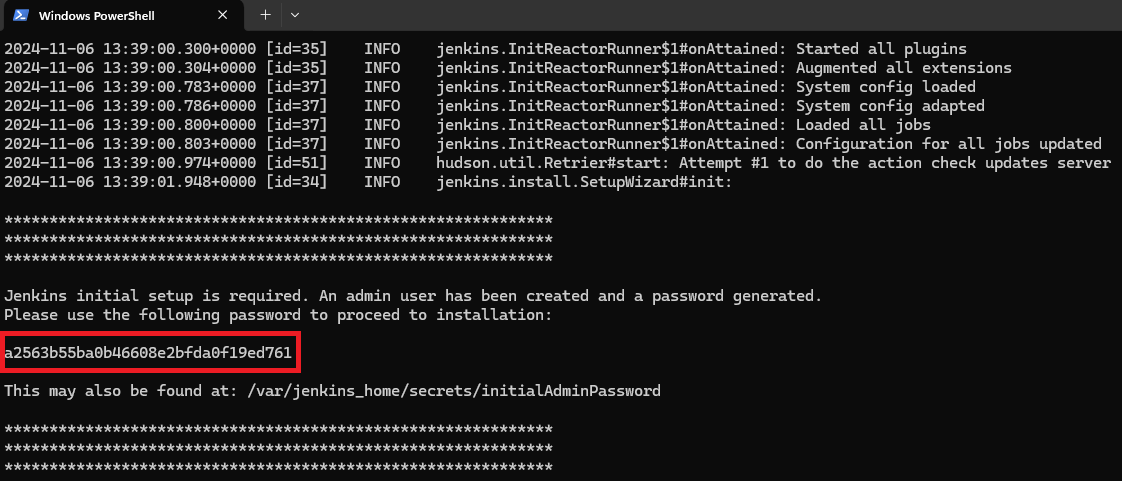 Windows PowerShell
2024-11-06 13:39:00.300+0000 [id=35] INFO jenkins.InitReactorRunner$1#onAttained: Started all plugins
2024-11-06 13:39:00.304+0000 [id=35] INFO jenkins.InitReactorRunner$1#onAttained: Augmented all extensions
2024-11-06 13:39:00.783+0000 [id=37] INFO jenkins.InitReactorRunner$1#onAttained: System config loaded
2024-11-06 13:39:00.786+0000 [id=37] INFO jenkins.InitReactorRunner$1#onAttained: System config adapted
2024-11-06 13:39:00.800+0000 [id=37] INFO jenkins.InitReactorRunner$1#onAttained: Loaded all jobs
2024-11-06 13:39:00.803+0000 [id=37] INFO jenkins.InitReactorRunner$1#onAttained: Configuration for all jobs updated
2024-11-06 13:39:00.974+0000 [id=51] INFO hudson.util.Retrier#start: Attempt #1 to do the action check updates server
2024-11-06 13:39:01.948+0000 [id=34] INFO jenkins.install.SetupWizard#init:
*************************************************************
*************************************************************
*************************************************************
Jenkins initial setup is required. An admin user has been created and a password generated.
Please use the following password to proceed to installation:
a2563b55ba0b46608e2bfda0f19ed761
This may also be found at: /var/jenkins_home/secrets/initialAdminPassword
*************************************************************
*************************************************************
*************************************************************